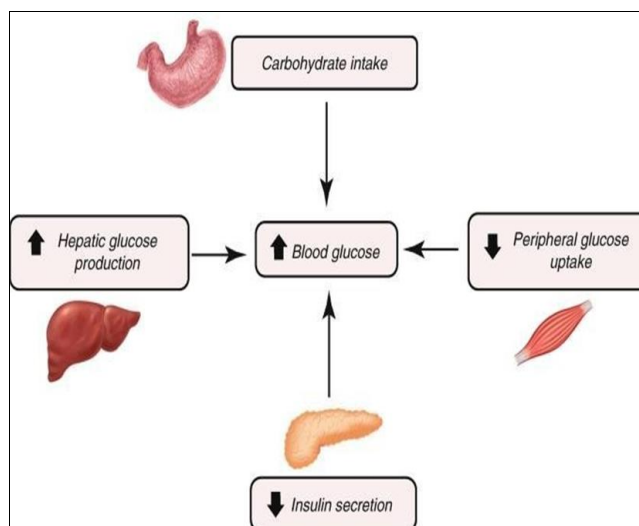 Carbohydrate intake
Hepatic glucose
production
Blood glucose
Peripheral glucose
uptake
Insulin secretion